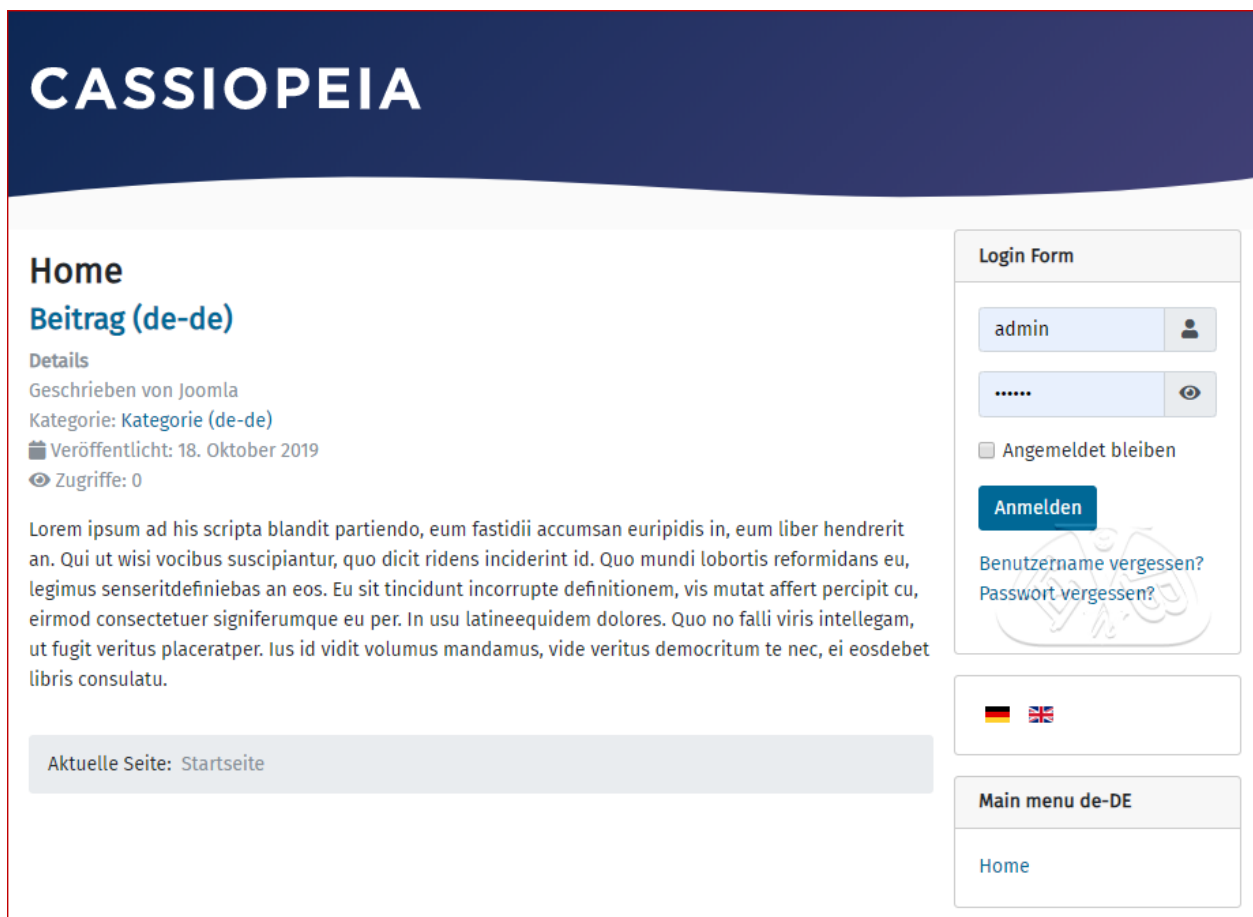 CASSIOPEIA
Home
Beitrag (de-de)
Details
Geschrieben von Joomla
Kategorie: Kategorie (de-de)
Veröffentlicht: 18. Oktober 2019
Zugriffe: 0
Lorem ipsum ad his scripta blandit partiendo, eum fastidii accumsan euripidis in, eum liber hendrerit
an. Qui ut wisi vocibus suscipiantur, quo dicit ridens inciderint id. Quo mundi lobortis reformidans eu,
legimus senseritdefiniebas an eos. Eu sit tincidunt incorrupte definitionem, vis mutat affert percipit cu,
eirmod consectetuer signiferumque eu per. In usu latineequidem dolores. Quo no falli viris intellegam,
ut fugit veritus placeratper. Ius id vidit volumus mandamus, vide veritus democritum te nec, ei eosdebet
libris consulatu.
Aktuelle Seite: Startseite
Login Form
admin
••••••
Angemeldet bleiben
Anmelden
Benutzername vergessen?
Passwort vergessen?
Main menu de-DE
Home